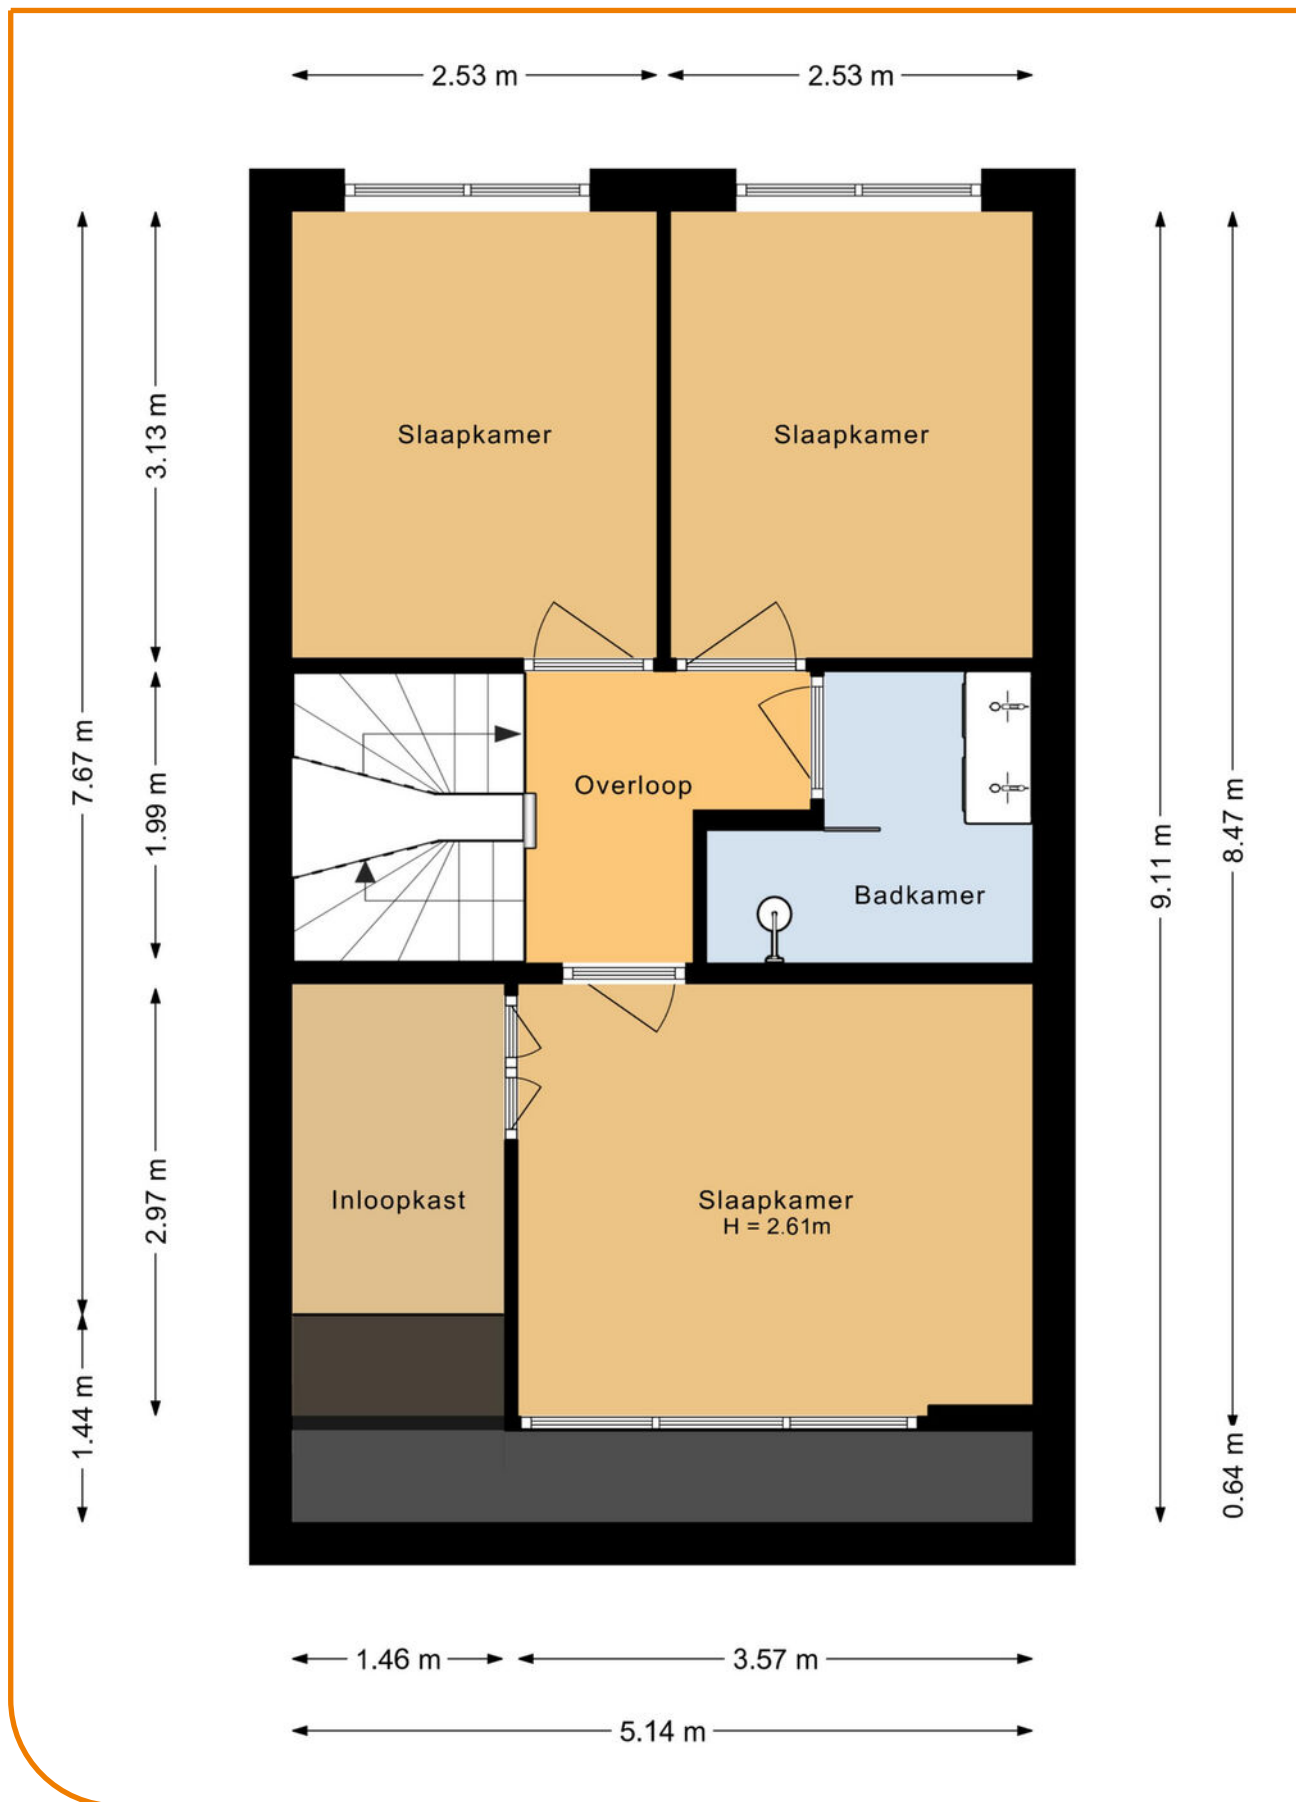 2.53 m
2.53 m
3.13 m
Slaapkamer
Slaapkamer
7.67 m
1.99 m
Overloop
8.47 m
9.11 m
Badkamer
2.97 m
Inloopkast
Slaapkamer
H = 2.61m
1.44 m
0.64 m
1.46 m
3.57 m
5.14 m